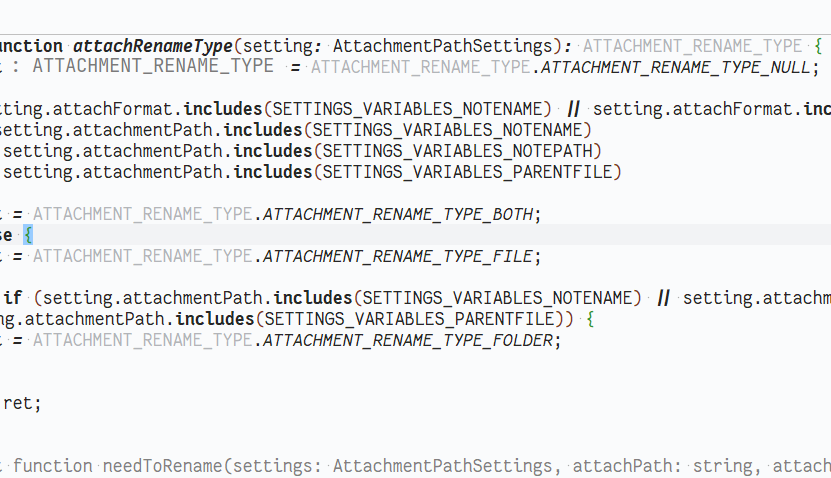 function attachRenameType(setting: AttachmentPathSettings): ATTACHMENT_RENAME_TYPE {
: ATTACHMENT_RENAME_TYPE = ATTACHMENT_RENAME_TYPE.ATTACHMENT_RENAME_TYPE_NULL;
tting.attachFormat.includes(SETTINGS_VARIABLES_NOTENAME) || setting.attachFormat.inc
setting.attachmentPath.includes(SETTINGS_VARIABLES_NOTENAME)
setting.attachmentPath.includes(SETTINGS_VARIABLES_NOTEPATH)
setting.attachmentPath.includes(SETTINGS_VARIABLES_PARENTFILE)
t = ATTACHMENT_RENAME_TYPE.ATTACHMENT_RENAME_TYPE_BOTH;
se {
t = ATTACHMENT_RENAME_TYPE.ATTACHMENT_RENAME_TYPE_FILE;
if (setting.attachmentPath.includes(SETTINGS_VARIABLES_NOTENAME) || setting.attachm
ng.attachmentPath.includes(SETTINGS_VARIABLES_PARENTFILE)) {
t = ATTACHMENT_RENAME_TYPE.ATTACHMENT_RENAME_TYPE_FOLDER;
ret;
t function needToRename(settings: AttachmentPathSettings, attachPath: string, attach